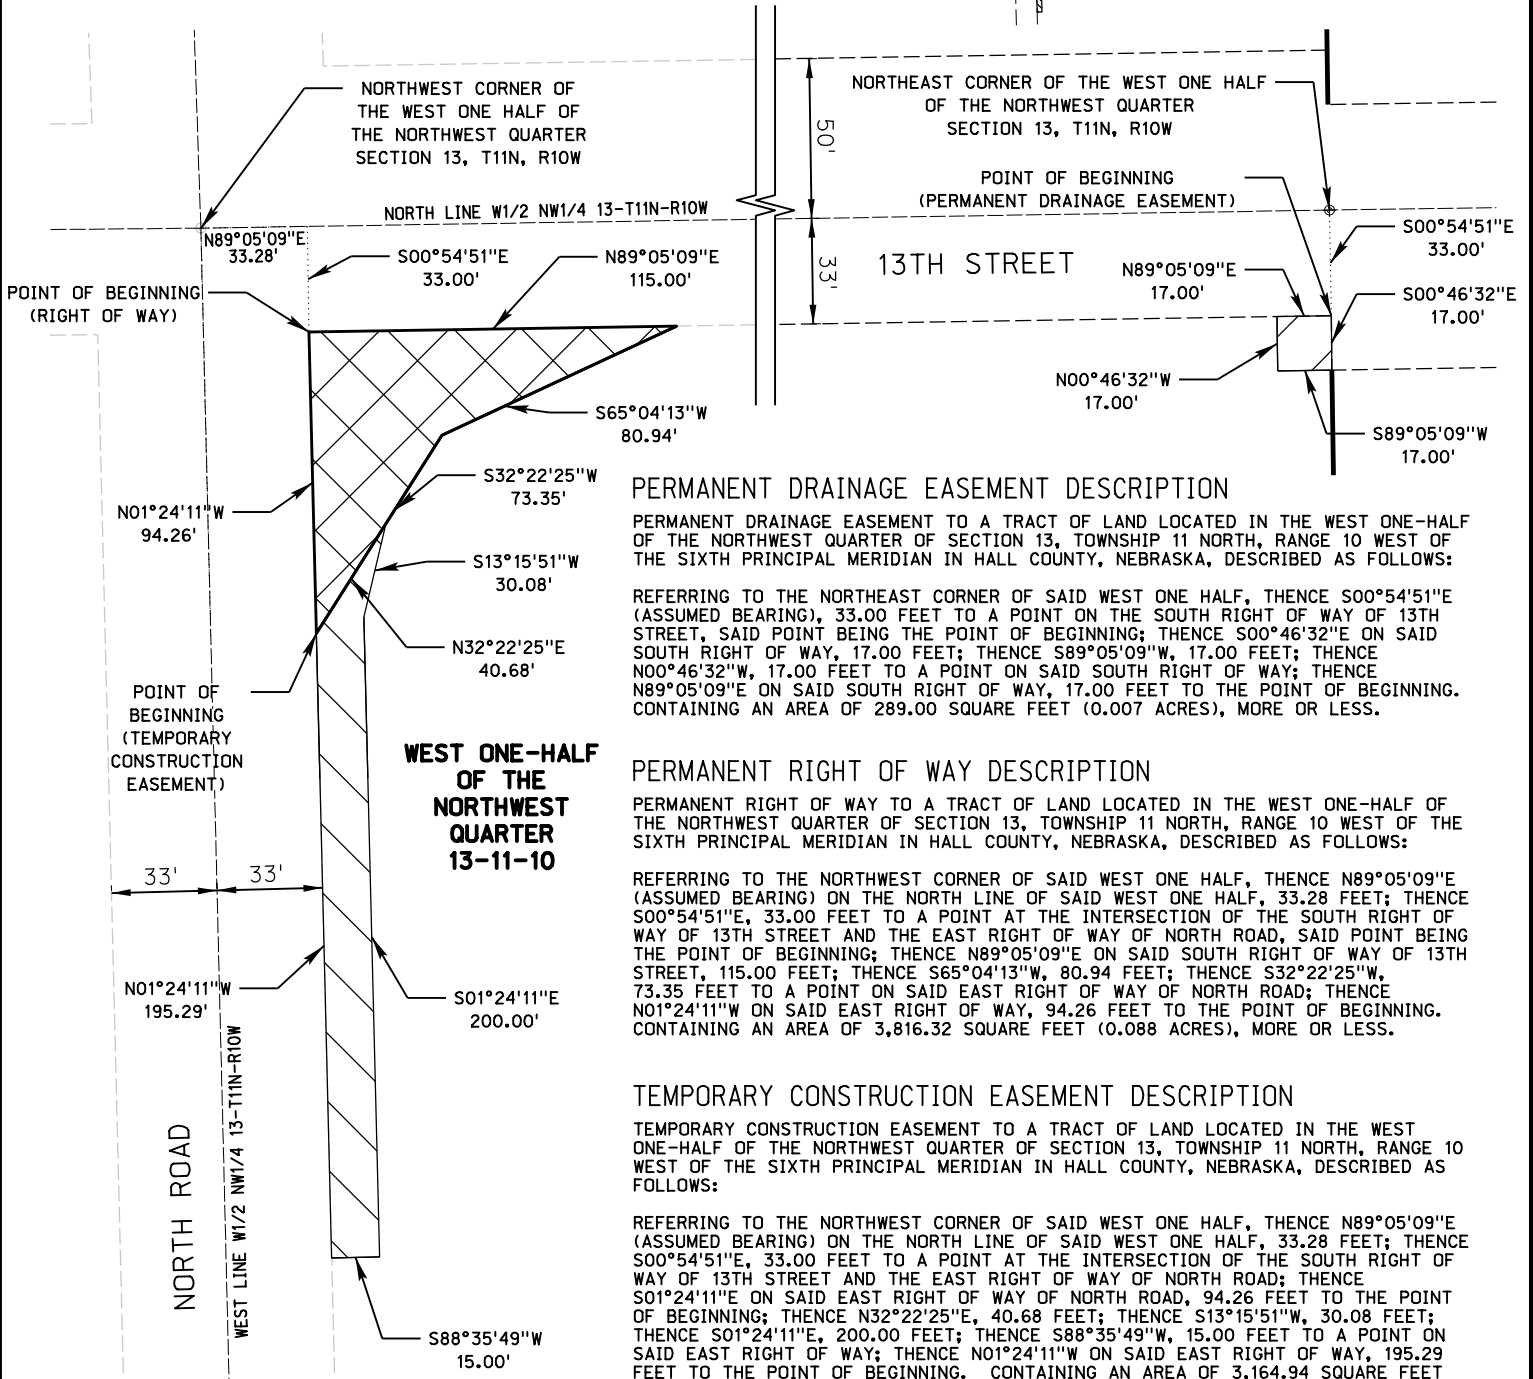 NORTHWEST CORNER OF
THE WEST ONE HALF OF
THE NORTHWEST QUARTER
SECTION 13, T11N, R10W
NORTHEAST CORNER OF THE WEST ONE HALF
OF THE NORTHWEST QUARTER
SECTION 13, T11N, R10W
50'
POINT OF BEGINNING
(PERMANENT DRAINAGE EASEMENT)
NORTH LINE W1/2 NW1/4 13-T11N-R10W
N89°05'09"E
33.28'
S00°54'51"E
33.00'
N89°05'09"E
115.00'
33'
13TH STREET
N89°05'09"E
17.00'
S00°54'51"E
33.00'
S00°46'32"E
17.00'
POINT OF BEGINNING
(RIGHT OF WAY)
N00°46'32"W
17.00'
S65°04'13"W
80.94'
S89°05'09"W
17.00'
S32°22'25"W
73.35'
N01°24'11"W
94.26'
S13°15'51"W
30.08'
N32°22'25"E
40.68'
POINT OF
BEGINNING
(TEMPORARY
CONSTRUCTION
EASEMENT)
WEST ONE-HALF
OF THE
NORTHWEST
QUARTER
13-11-10
33'
33'
N01°24'11"W
195.29'
S01°24'11"E
200.00'
NORTH ROAD
WEST LINE W1/2 NW1/4 13-T11N-R10W
S88°35'49"W
15.00'
PERMANENT DRAINAGE EASEMENT DESCRIPTION
PERMANENT DRAINAGE EASEMENT TO A TRACT OF LAND LOCATED IN THE WEST ONE-HALF
OF THE NORTHWEST QUARTER OF SECTION 13, TOWNSHIP 11 NORTH, RANGE 10 WEST OF
THE SIXTH PRINCIPAL MERIDIAN IN HALL COUNTY, NEBRASKA, DESCRIBED AS FOLLOWS:
REFERRING TO THE NORTHEAST CORNER OF SAID WEST ONE HALF, THENCE S00°54'51"E
(ASSUMED BEARING), 33.00 FEET TO A POINT ON THE SOUTH RIGHT OF WAY OF 13TH
STREET, SAID POINT BEING THE POINT OF BEGINNING; THENCE S00°46'32"E ON SAID
SOUTH RIGHT OF WAY, 17.00 FEET; THENCE S89°05'09"W, 17.00 FEET; THENCE
N00°46'32"W, 17.00 FEET TO A POINT ON SAID SOUTH RIGHT OF WAY; THENCE
N89°05'09"E ON SAID SOUTH RIGHT OF WAY, 17.00 FEET TO THE POINT OF BEGINNING.
CONTAINING AN AREA OF 289.00 SQUARE FEET (0.007 ACRES), MORE OR LESS.
PERMANENT RIGHT OF WAY DESCRIPTION
PERMANENT RIGHT OF WAY TO A TRACT OF LAND LOCATED IN THE WEST ONE-HALF OF
THE NORTHWEST QUARTER OF SECTION 13, TOWNSHIP 11 NORTH, RANGE 10 WEST OF THE
SIXTH PRINCIPAL MERIDIAN IN HALL COUNTY, NEBRASKA, DESCRIBED AS FOLLOWS:
REFERRING TO THE NORTHWEST CORNER OF SAID WEST ONE HALF, THENCE N89°05'09"E
(ASSUMED BEARING) ON THE NORTH LINE OF SAID WEST ONE HALF, 33.28 FEET; THENCE
S00°54'51"E, 33.00 FEET TO A POINT AT THE INTERSECTION OF THE SOUTH RIGHT OF
WAY OF 13TH STREET AND THE EAST RIGHT OF WAY OF NORTH ROAD, SAID POINT BEING
THE POINT OF BEGINNING; THENCE N89°05'09"E ON SAID SOUTH RIGHT OF WAY OF 13TH
STREET, 115.00 FEET; THENCE S65°04'13"W, 80.94 FEET; THENCE S32°22'25"W,
73.35 FEET TO A POINT ON SAID EAST RIGHT OF WAY OF NORTH ROAD; THENCE
N01°24'11"W ON SAID EAST RIGHT OF WAY, 94.26 FEET TO THE POINT OF BEGINNING.
CONTAINING AN AREA OF 3,816.32 SQUARE FEET (0.088 ACRES), MORE OR LESS.
TEMPORARY CONSTRUCTION EASEMENT DESCRIPTION
TEMPORARY CONSTRUCTION EASEMENT TO A TRACT OF LAND LOCATED IN THE WEST
ONE-HALF OF THE NORTHWEST QUARTER OF SECTION 13, TOWNSHIP 11 NORTH, RANGE 10
WEST OF THE SIXTH PRINCIPAL MERIDIAN IN HALL COUNTY, NEBRASKA, DESCRIBED AS
FOLLOWS:
REFERRING TO THE NORTHWEST CORNER OF SAID WEST ONE HALF, THENCE N89°05'09"E
(ASSUMED BEARING) ON THE NORTH LINE OF SAID WEST ONE HALF, 33.28 FEET; THENCE
S00°54'51"E, 33.00 FEET TO A POINT AT THE INTERSECTION OF THE SOUTH RIGHT OF
WAY OF 13TH STREET AND THE EAST RIGHT OF WAY OF NORTH ROAD; THENCE
S01°24'11"E ON SAID EAST RIGHT OF WAY OF NORTH ROAD, 94.26 FEET TO THE POINT
OF BEGINNING; THENCE N32°22'25"E, 40.68 FEET; THENCE S13°15'51"W, 30.08 FEET;
THENCE S01°24'11"E, 200.00 FEET; THENCE S88°35'49"W, 15.00 FEET TO A POINT ON
SAID EAST RIGHT OF WAY; THENCE N01°24'11"W ON SAID EAST RIGHT OF WAY, 195.29
FEET TO THE POINT OF BEGINNING. CONTAINING AN AREA OF 3,164.94 SQUARE FEET